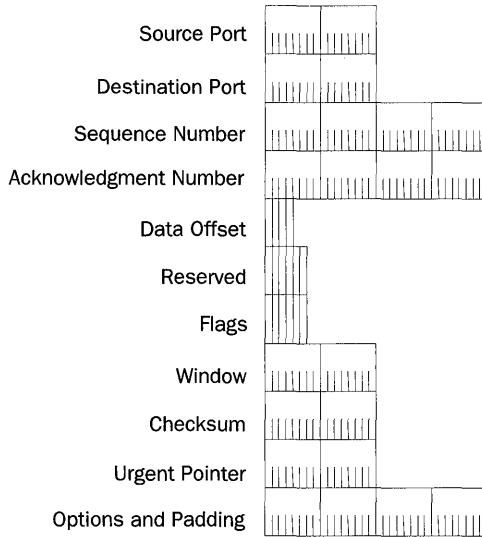 Source Port
Destination Port
Sequence Number
Acknowledgment Number
Data Offset
Reserved
Flags
Window
Checksum
Urgent Pointer
Options and Padding